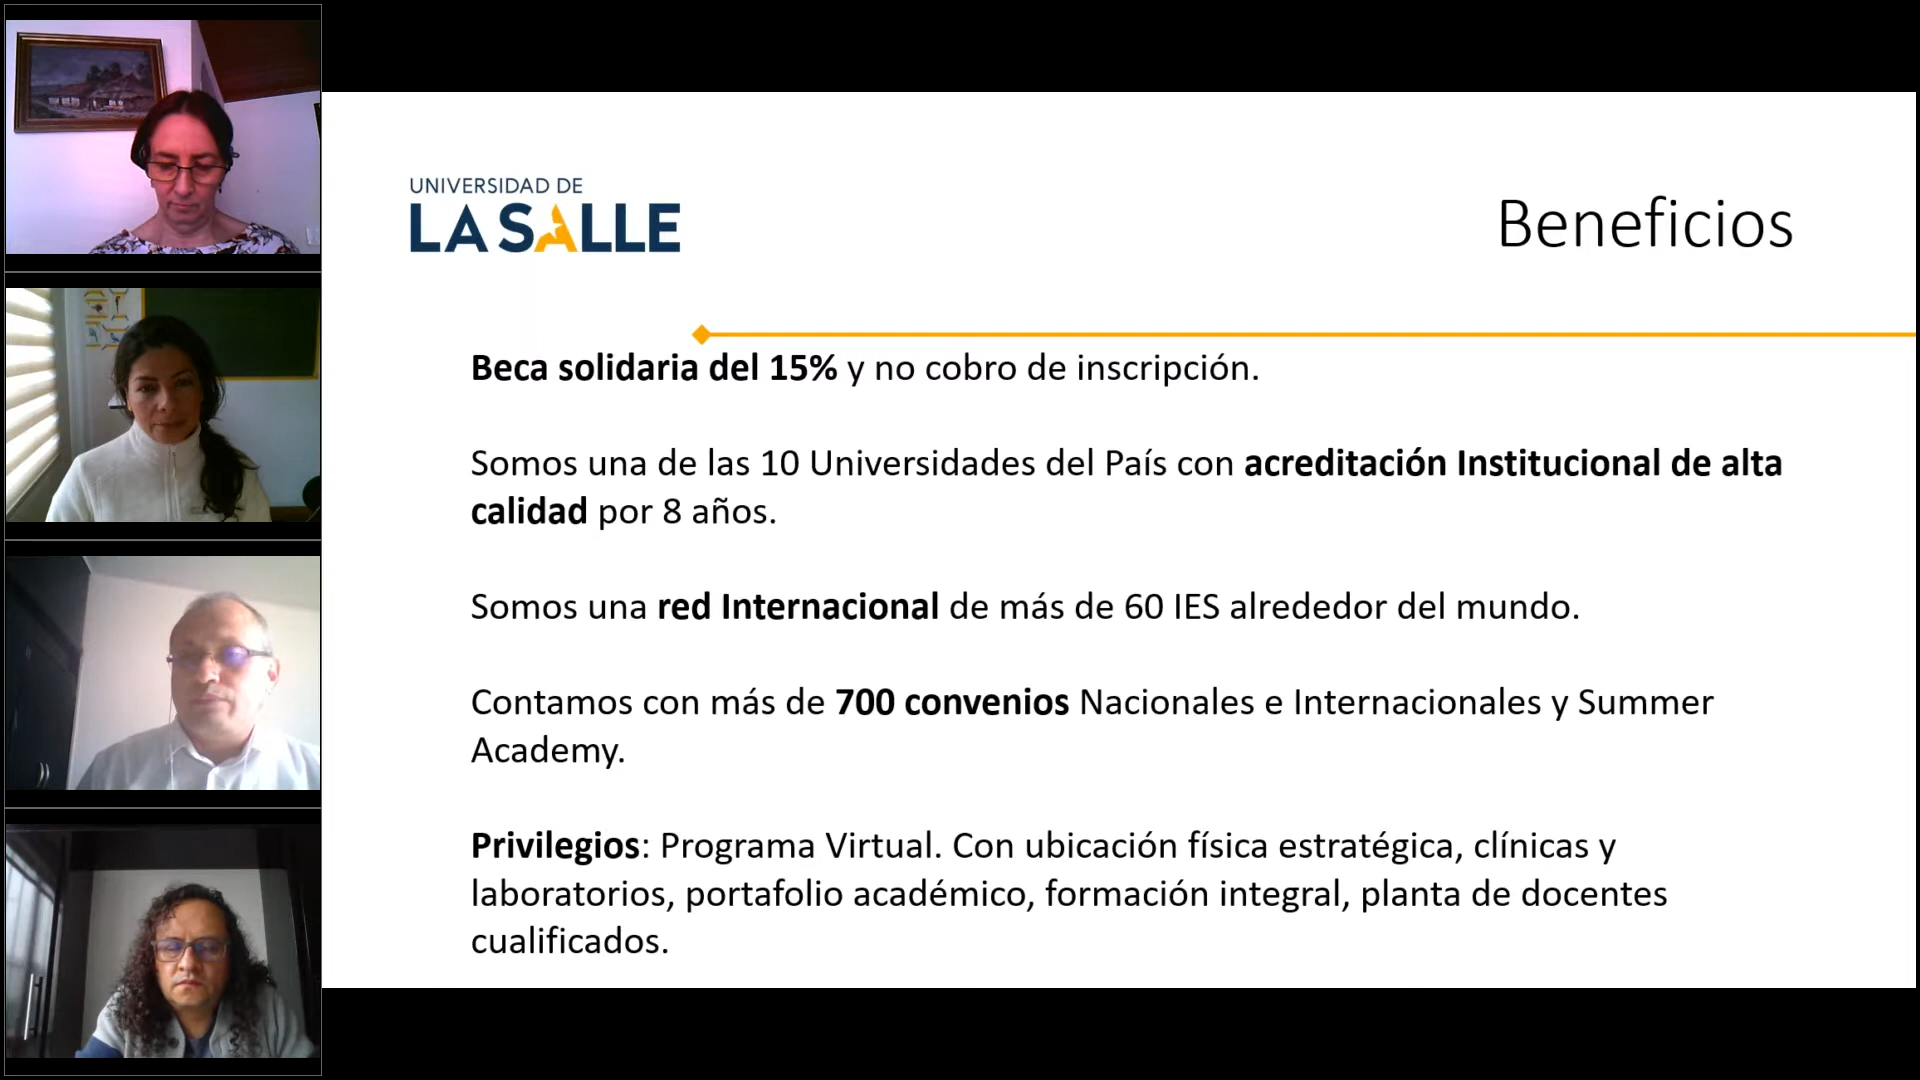 UNIVERSIDAD DE
LA SALLE
Beneficios
Beca solidaria del 15% y no cobro de inscripción.
Somos una de las 10 Universidades del País con acreditación Institucional de alta
calidad por 8 años.
Somos una red Internacional de más de 60 IES alrededor del mundo.
Contamos con más de 700 convenios Nacionales e Internacionales y Summer
Academy.
Privilegios: Programa Virtual. Con ubicación física estratégica, clínicas y
laboratorios, portafolio académico, formación integral, planta de docentes
cualificados.